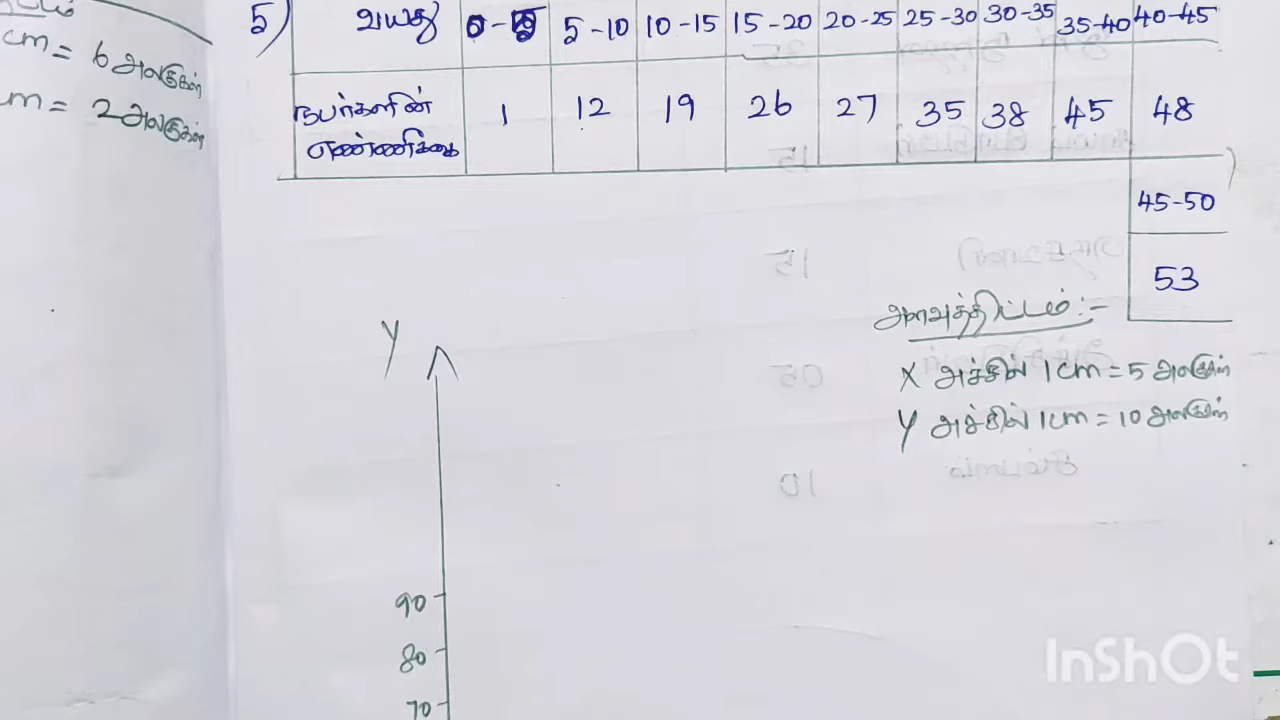 cm = 6 அலகுகள்
m = 2 அலகுகள்
5) வயது 0-5 5-10 10-15 15-20 20-25 25-30 30-35 35-40 40-45
நபர்களின் எண்ணிக்கை 1 12 19 26 27 35 38 45 48
45-50
53
அளவுத்திட்டம் :-
X அச்சில் 1cm = 5 அலகுகள்
Y அச்சில் 1cm = 10 அலகுகள்
Y
90
80
70
InShOt